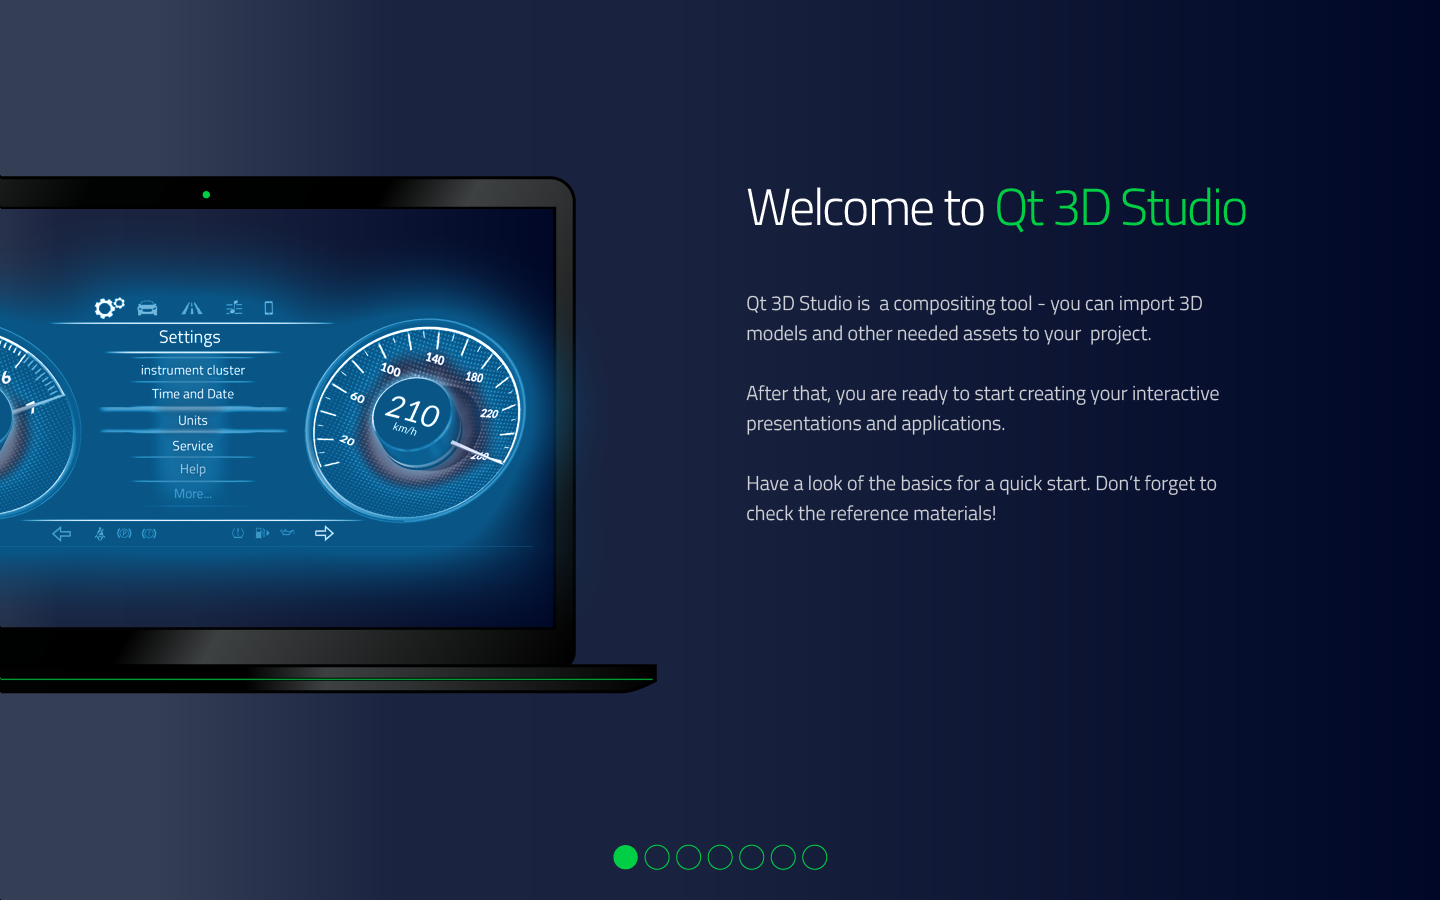 Welcome to Qt 3D Studio
Qt 3D Studio is  a compositing tool - you can import 3D
models and other needed assets to your  project.
After that, you are ready to start creating your interactive
presentations and applications.
Have a look of the basics for a quick start. Don’t forget to
check the reference materials!
Settings
instrument cluster
Time and Date
Units
Service
Help
More...
6
7
20
60
100
140
180
220
260
210
km/h